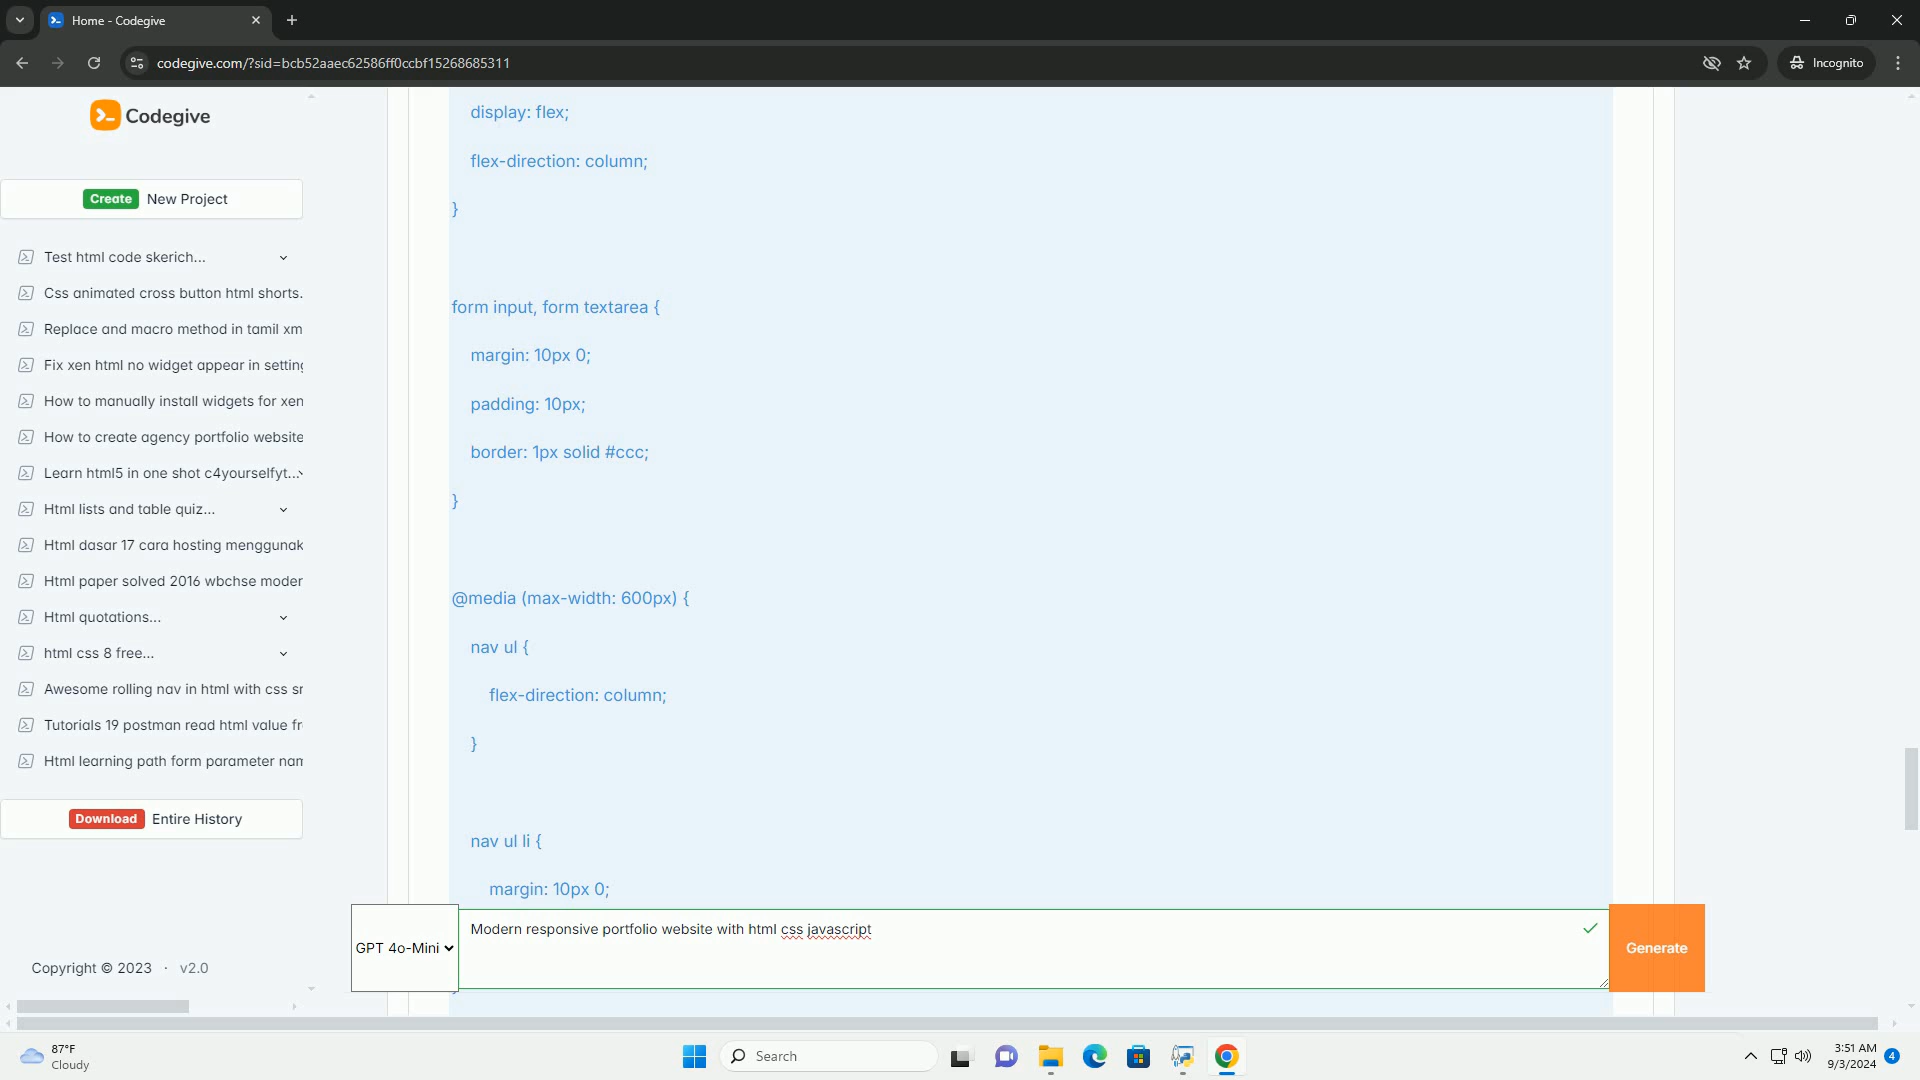 Home - Codegive
codegive.com/?sid=bcb52aaec62586ff0ccbf15268685311
Incognito
Codegive
Create New Project
Test html code skerich...
Css animated cross button html shorts.
Replace and macro method in tamil xm
Fix xen html no widget appear in setting
How to manually install widgets for xen
How to create agency portfolio website
Learn html5 in one shot c4yourselfyt...
Html lists and table quiz...
Html dasar 17 cara hosting menggunak
Html paper solved 2016 wbchse moder
Html quotations...
html css 8 free...
Awesome rolling nav in html with css sr
Tutorials 19 postman read html value fr
Html learning path form parameter nam
Download Entire History
Copyright © 2023 · v2.0
display: flex;
flex-direction: column;
}
form input, form textarea {
margin: 10px 0;
padding: 10px;
border: 1px solid #ccc;
}
@media (max-width: 600px) {
nav ul {
flex-direction: column;
}
nav ul li {
margin: 10px 0;
GPT 4o-Mini
Modern responsive portfolio website with html css javascript
Generate
87°F
Cloudy
Search
3:51 AM
9/3/2024
4